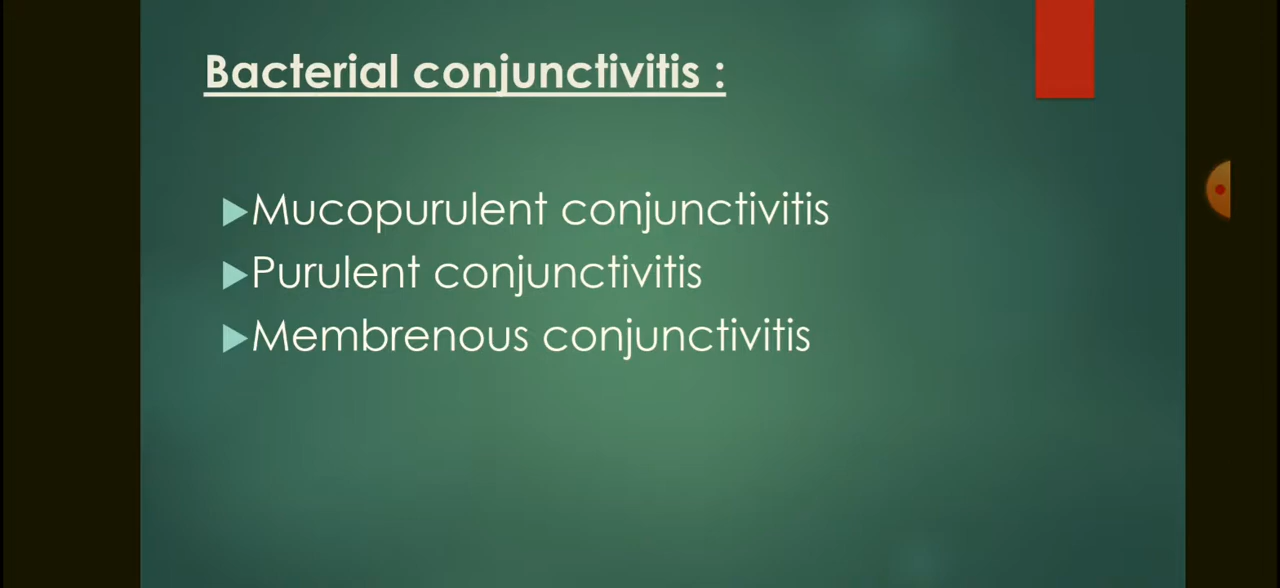 Bacterial conjunctivitis :
Mucopurulent conjunctivitis
Purulent conjunctivitis
Membrenous conjunctivitis